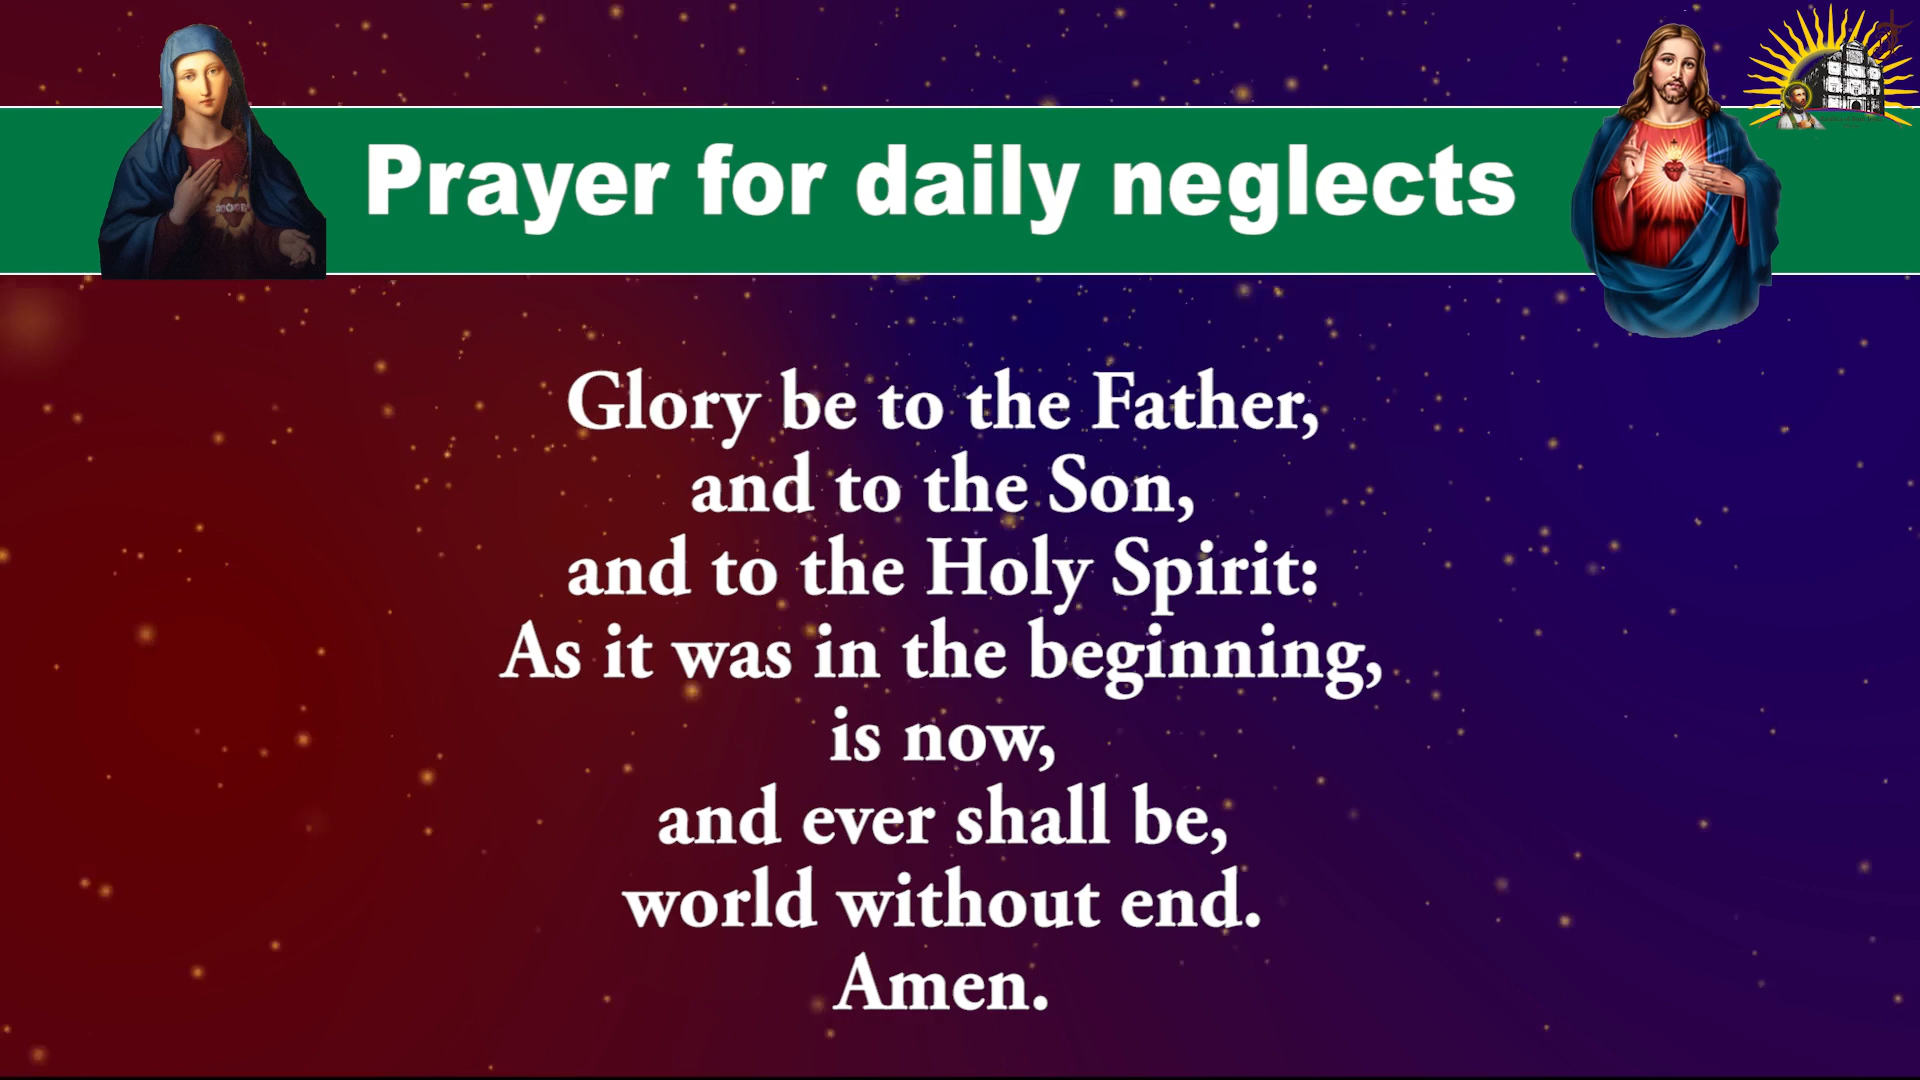 Prayer for daily neglects
Glory be to the Father,
and to the Son,
and to the Holy Spirit:
As it was in the beginning,
is now,
and ever shall be,
world without end.
Amen.